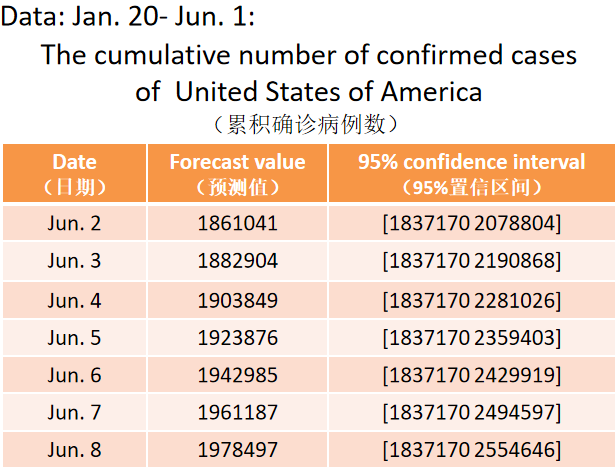 Data: Jan. 20- Jun. 1:
The cumulative number of confirmed cases
of United States of America
（累积确诊病例数）
Date Forecast value 95% confidence interval
（日期） （预测值） （95%置信区间）
Jun. 2 1861041 [1837170 2078804]
Jun. 3 1882904 [1837170 2190868]
Jun. 4 1903849 [1837170 2281026]
Jun. 5 1923876 [1837170 2359403]
Jun. 6 1942985 [1837170 2429919]
Jun. 7 1961187 [1837170 2494597]
Jun. 8 1978497 [1837170 2554646]